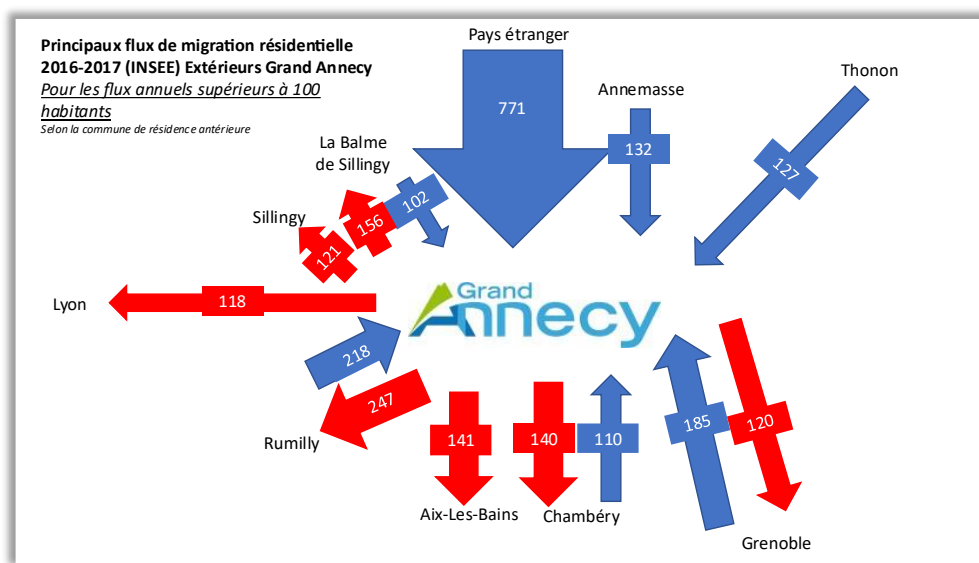 Principaux flux de migration résidentielle
2016-2017 (INSEE) Extérieurs Grand Annecy
Pour les flux annuels supérieurs à 100
habitants
Selon la commune de résidence antérieure
Pays étranger
771
Annemasse
132
Thonon
127
La Balme
de Sillingy
102
156
Sillingy
121
Lyon
118
Grand
Annecy
218
247
Rumilly
141
Aix-Les-Bains
140
110
Chambéry
185
120
Grenoble